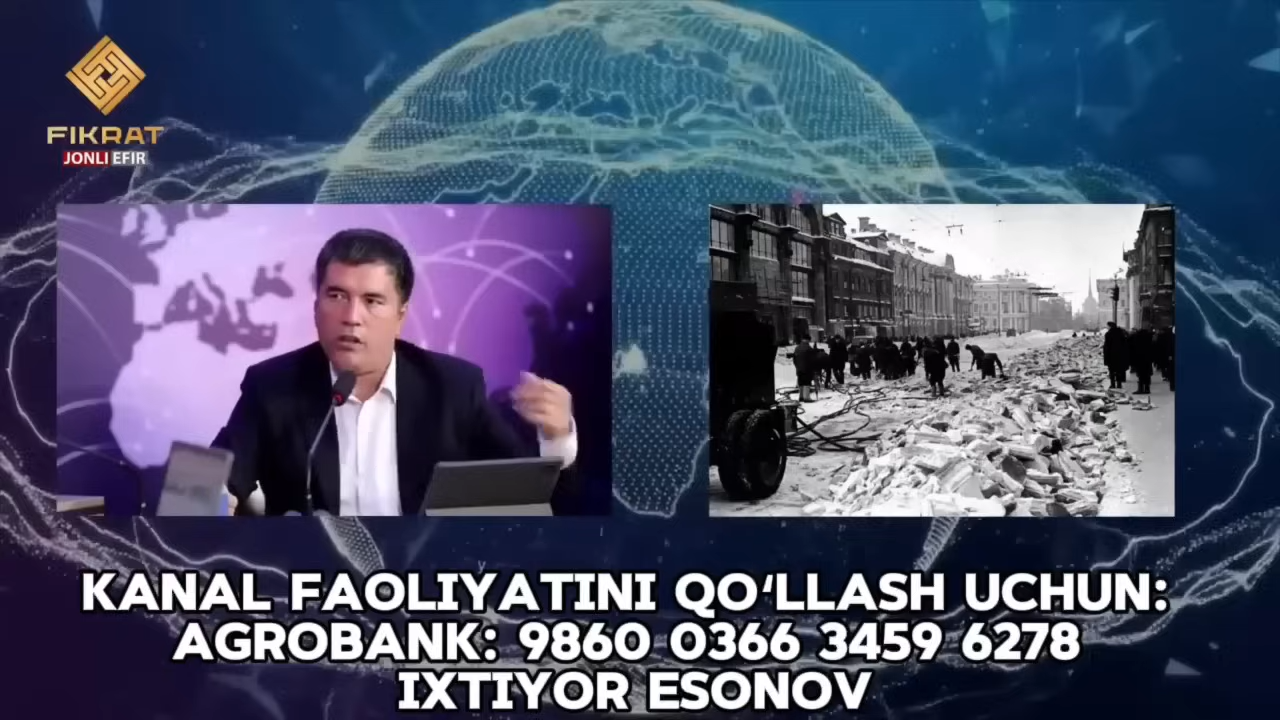 FIKRAT
JONLI EFIR
KANAL FAOLIYATINI QO‘LLASH UCHUN:
AGROBANK: 9860 0366 3459 6278
IXTIYOR ESONOV